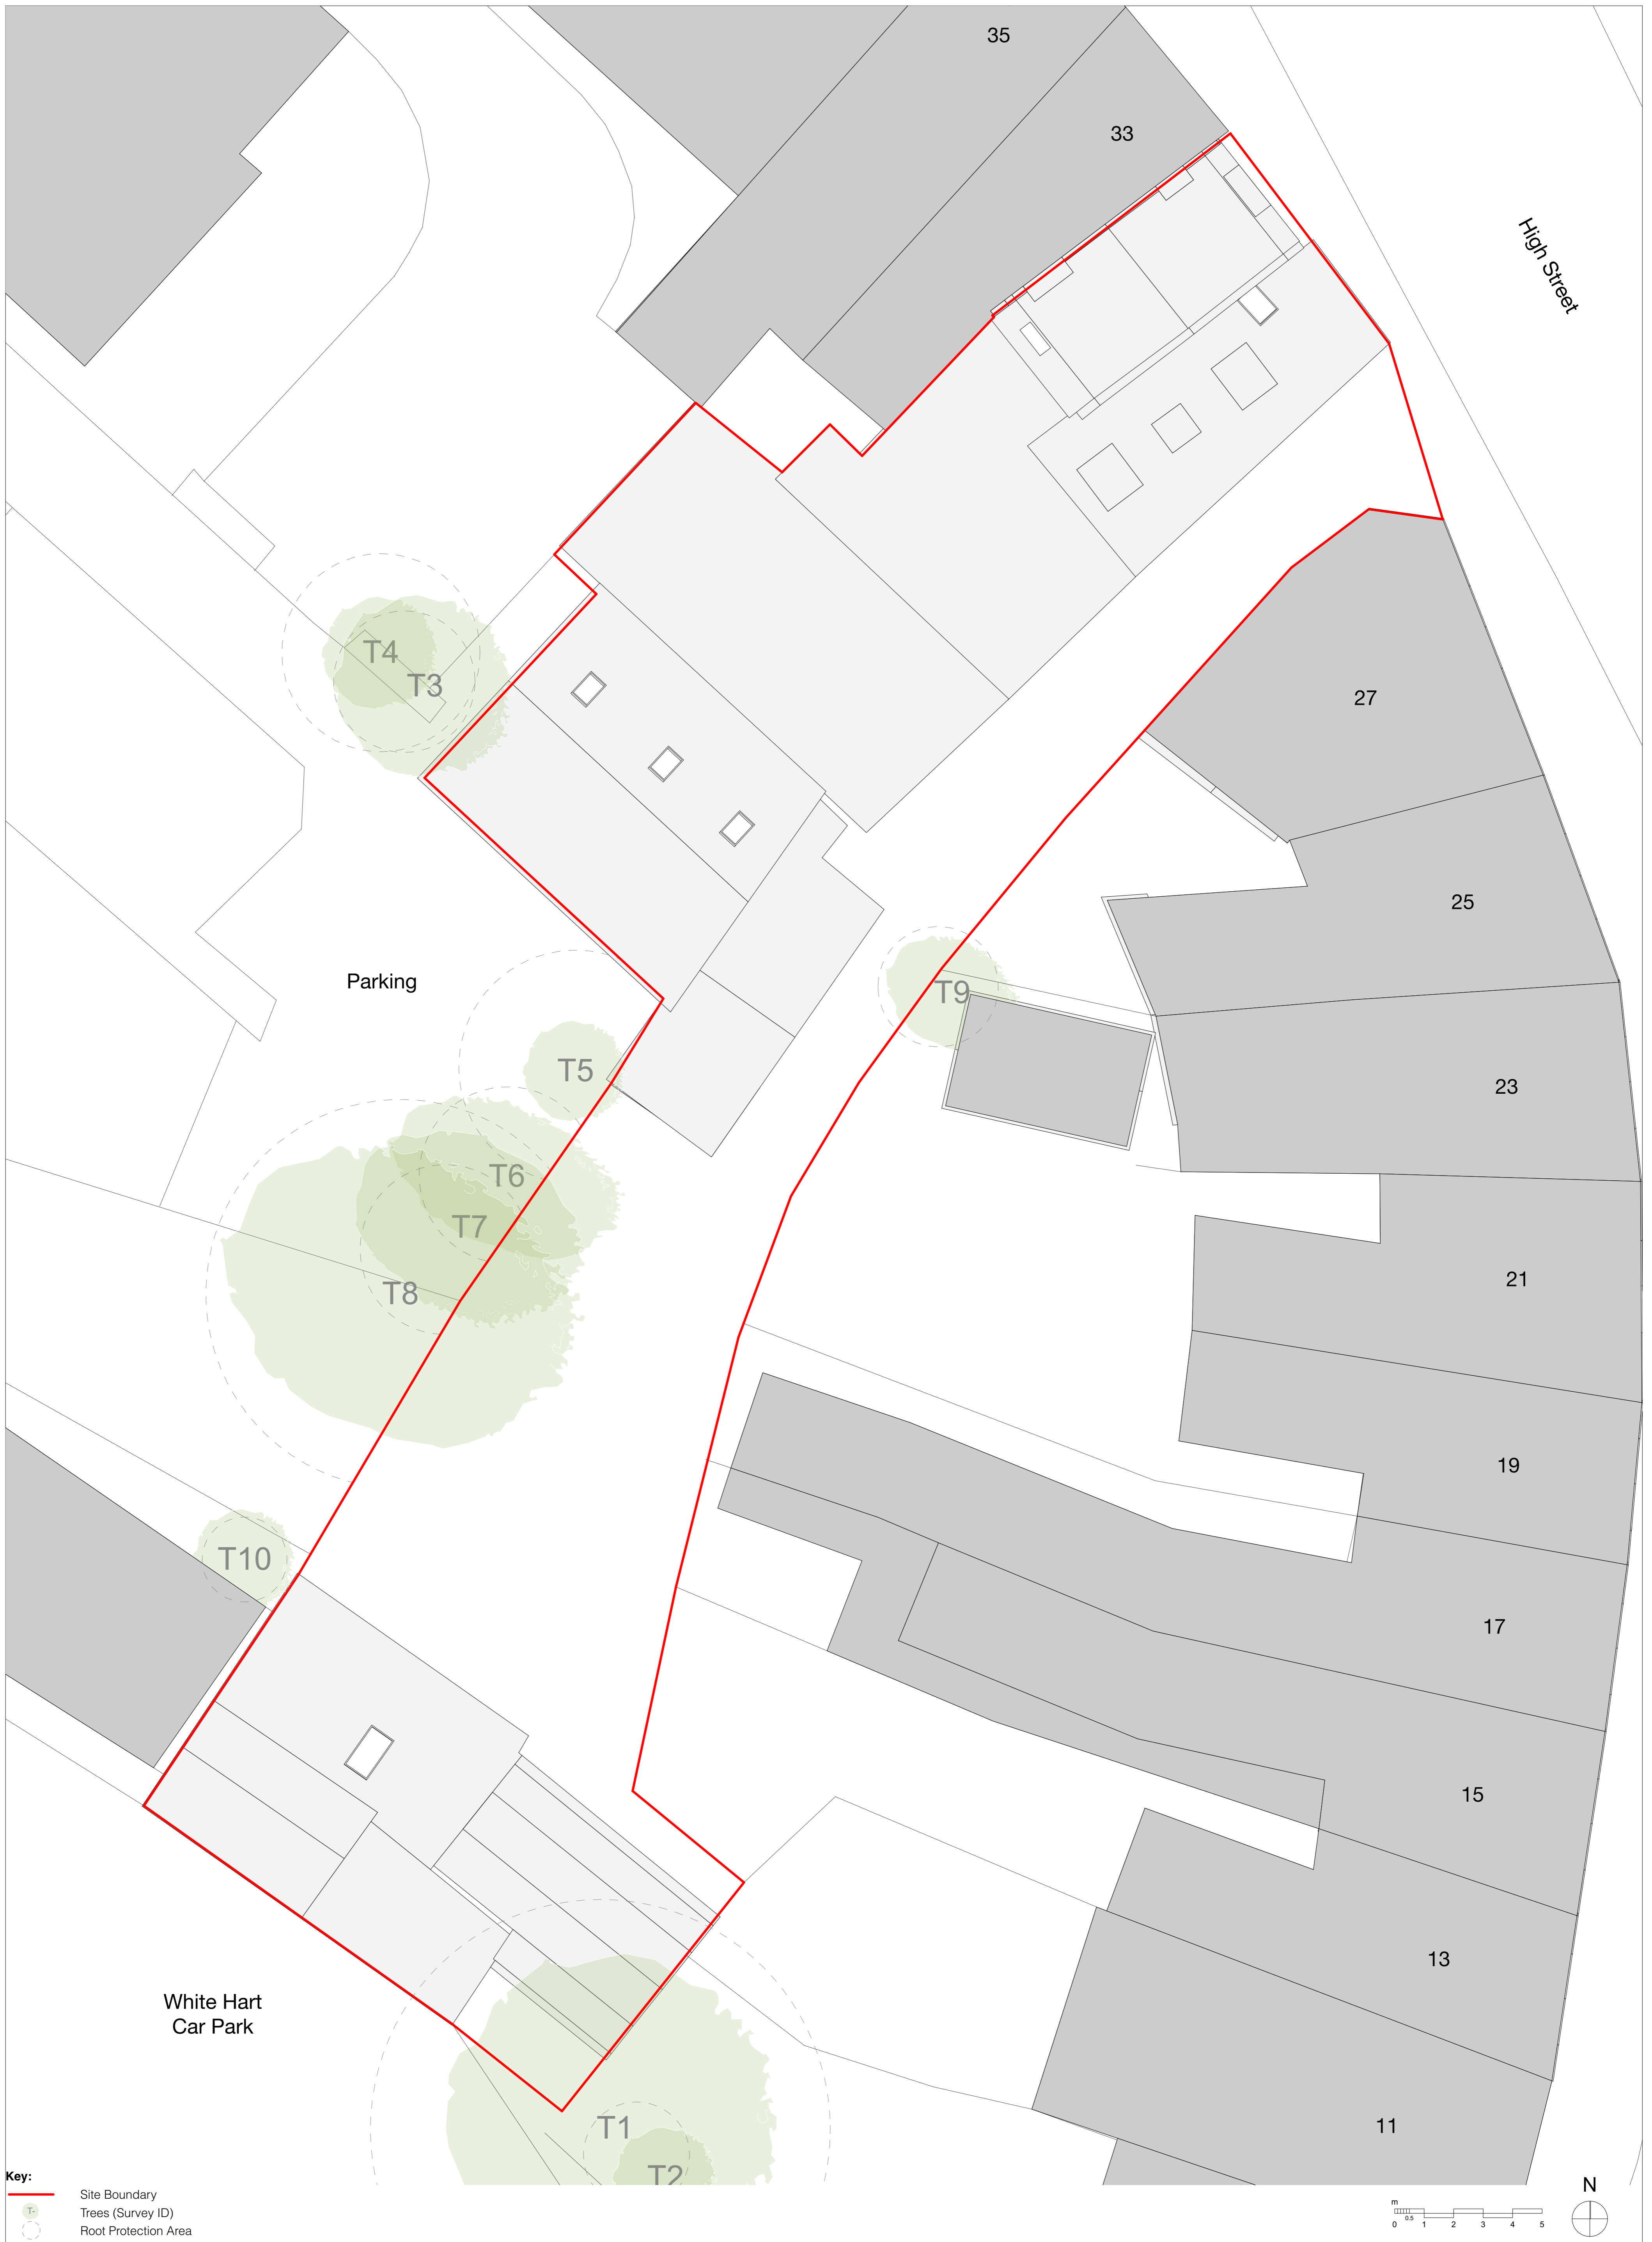 35
33
High Street
T4
T3
27
25
Parking
T9
T5
23
T6
T7
T8
21
19
T10
17
15
13
White Hart
Car Park
T1
11
T2
Key:
Site Boundary
T-
Trees (Survey ID)
Root Protection Area
m
0 0.5 1 2 3 4 5
N